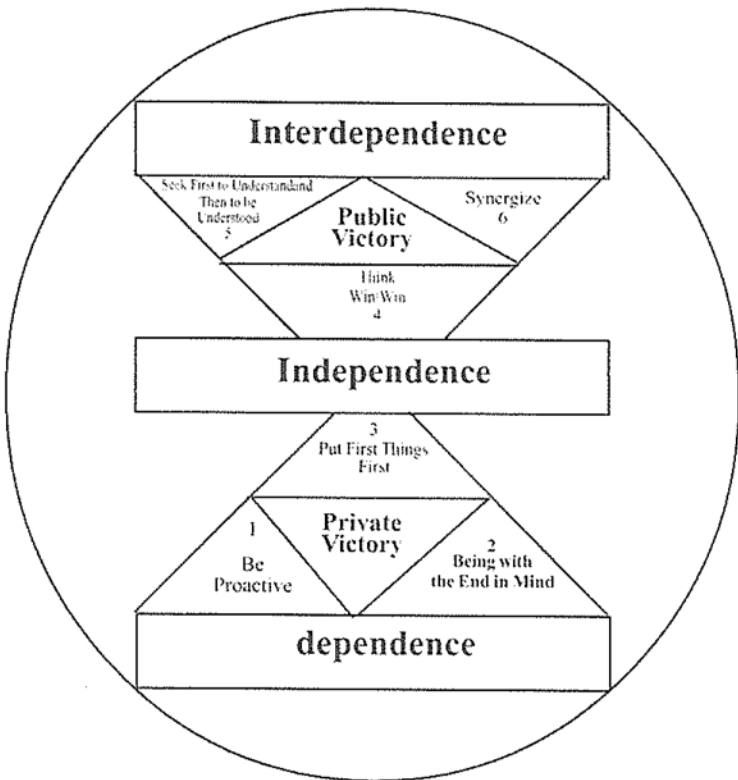 Interdependence
Seek First to Understandand
Then to be
Understood
5
Public
Victory
Synergize
6
Think
Win/Win
4
Independence
3
Put First Things
First
1
Be
Proactive
Private
Victory
2
Being with
the End in Mind
dependence